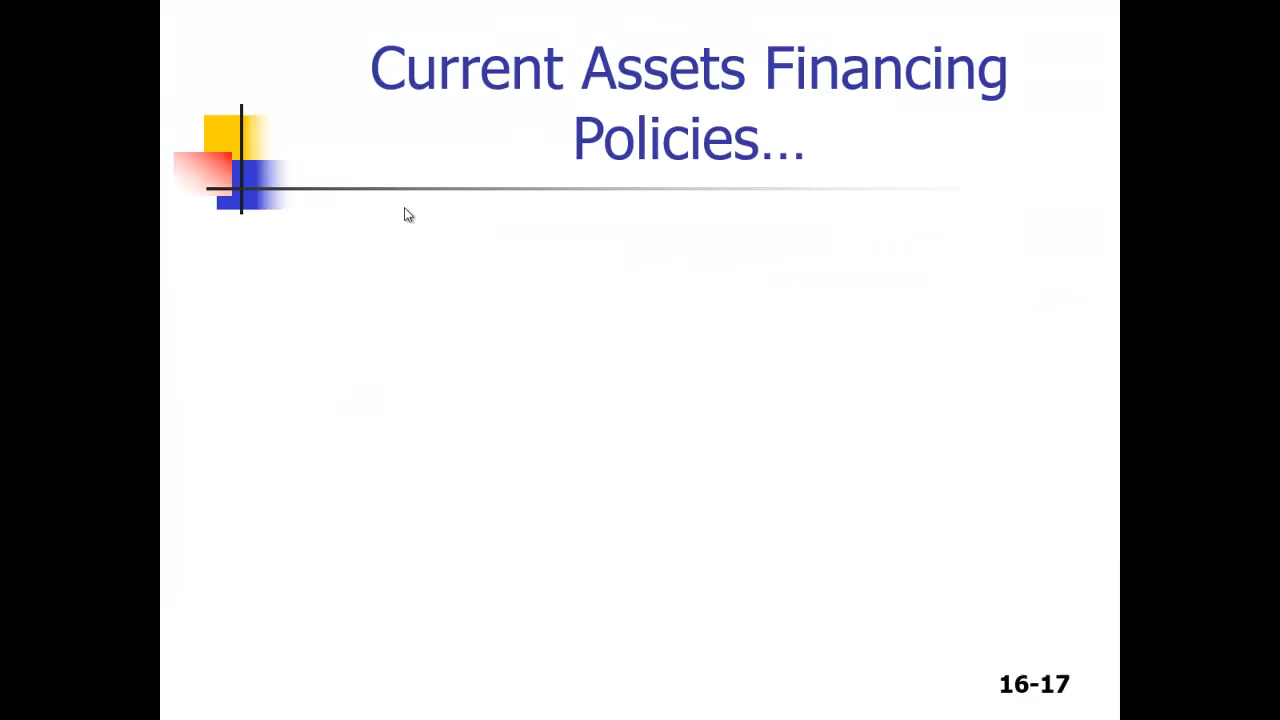 Current Assets Financing
Policies…
16-17